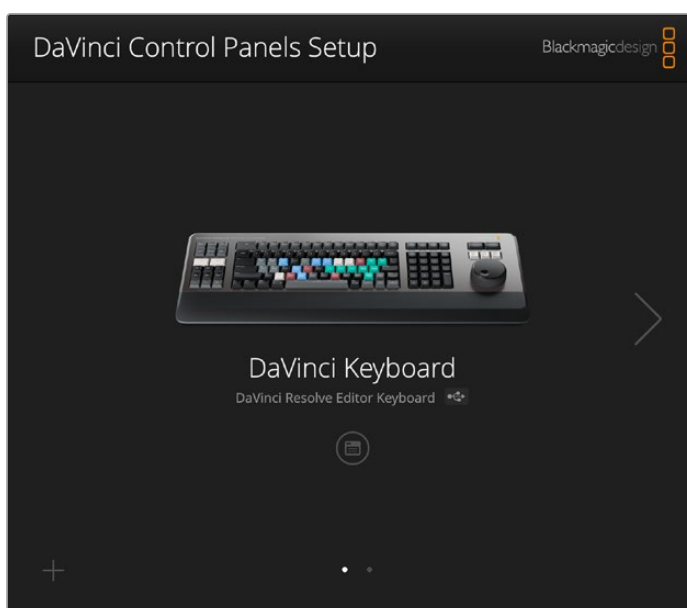 DaVinci Control Panels Setup
Blackmagicdesign
DaVinci Keyboard
DaVinci Resolve Editor Keyboard